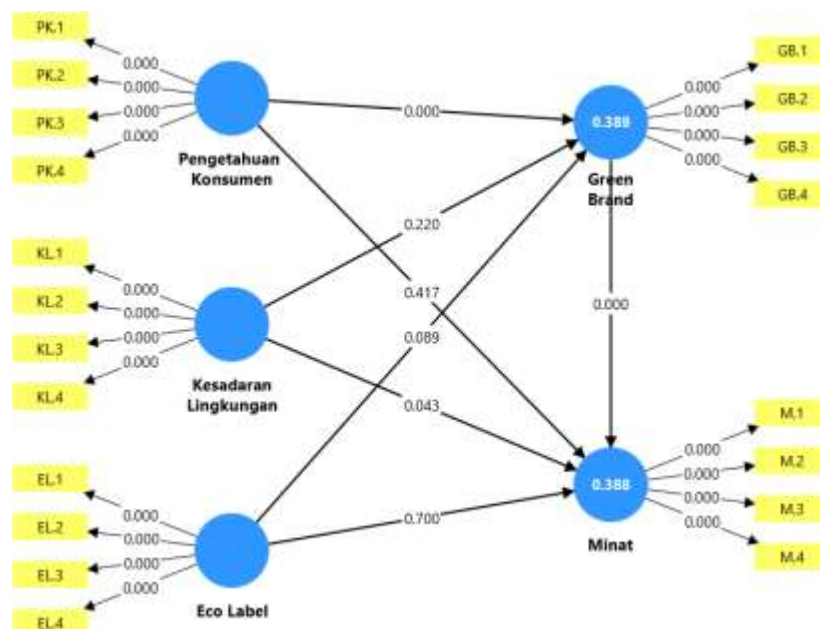 PK.1
0.000
PK.2
0.000
PK.3
0.000
PK.4
0.000
Pengetahuan
Konsumen
KL.1
0.000
KL.2
0.000
KL.3
0.000
KL.4
0.000
Kesadaran
Lingkungan
EL.1
0.000
EL.2
0.000
EL.3
0.000
EL.4
0.000
Eco Label
0.000
0.220
0.417
0.089
0.043
0.700
0.000
0.389
Green
Brand
GB.1
0.000
GB.2
0.000
GB.3
0.000
GB.4
0.000
0.388
Minat
M.1
0.000
M.2
0.000
M.3
0.000
M.4
0.000